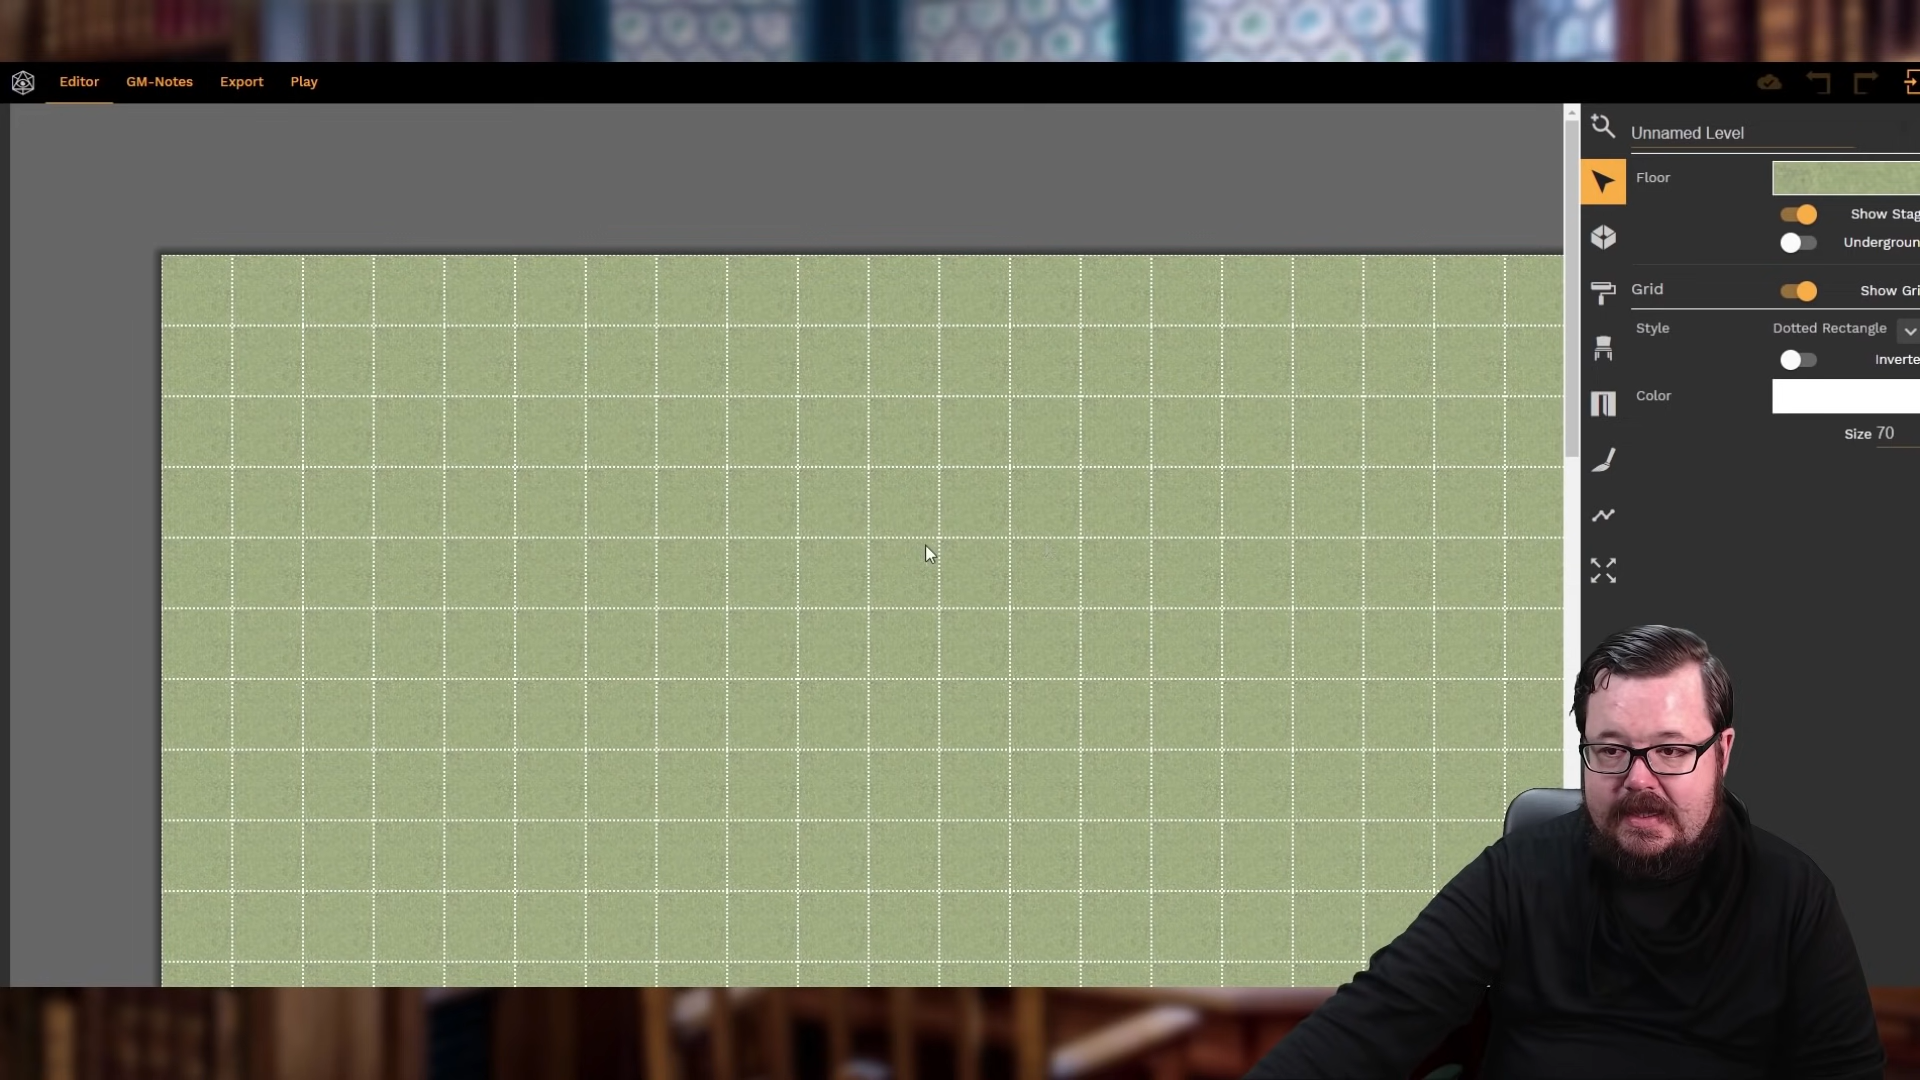 Editor GM-Notes Export Play
Unnamed Level
Floor
Show Stag
Undergroun
Grid Show Gri
Style Dotted Rectangle
Inverte
Color
Size 70